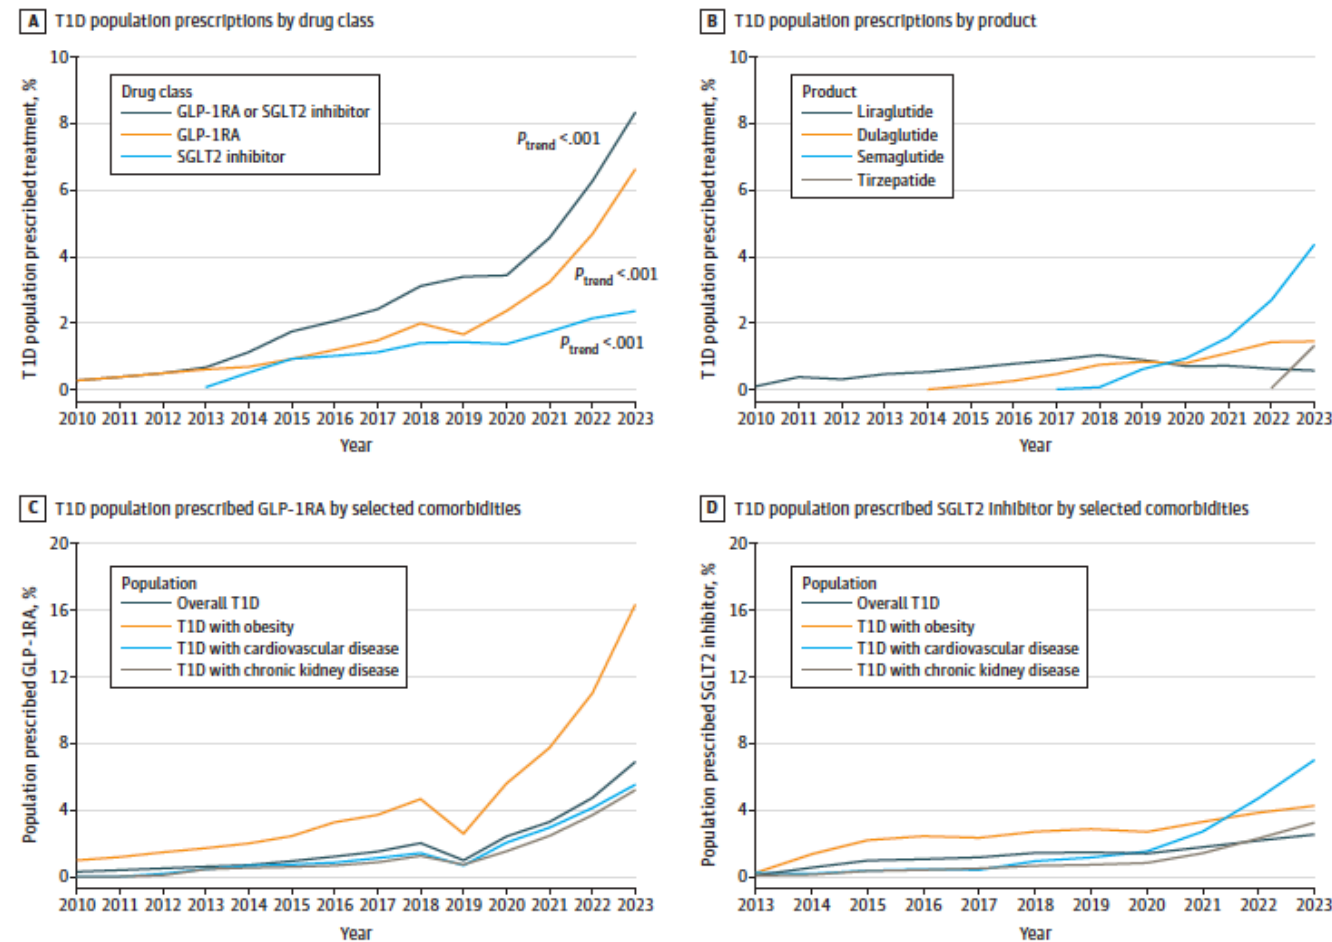 A T1D population prescriptions by drug class
T1D population prescribed treatment, %
10
8
6
4
2
0
Drug class
GLP-1RA or SGLT2 inhibitor
GLP-1RA
SGLT2 inhibitor
Ptrend <.001
Ptrend <.001
Ptrend <.001
2010 2011 2012 2013 2014 2015 2016 2017 2018 2019 2020 2021 2022 2023
Year
B T1D population prescriptions by product
T1D population prescribed treatment, %
10
8
6
4
2
0
Product
Liraglutide
Dulaglutide
Semaglutide
Tirzepatide
2010 2011 2012 2013 2014 2015 2016 2017 2018 2019 2020 2021 2022 2023
Year
C T1D population prescribed GLP-1RA by selected comorbidities
Population prescribed GLP-1RA, %
20
16
12
8
4
0
Population
Overall T1D
T1D with obesity
T1D with cardiovascular disease
T1D with chronic kidney disease
2010 2011 2012 2013 2014 2015 2016 2017 2018 2019 2020 2021 2022 2023
Year
D T1D population prescribed SGLT2 inhibitor by selected comorbidities
Population prescribed SGLT2 inhibitor, %
20
16
12
8
4
0
Population
Overall T1D
T1D with obesity
T1D with cardiovascular disease
T1D with chronic kidney disease
2013 2014 2015 2016 2017 2018 2019 2020 2021 2022 2023
Year